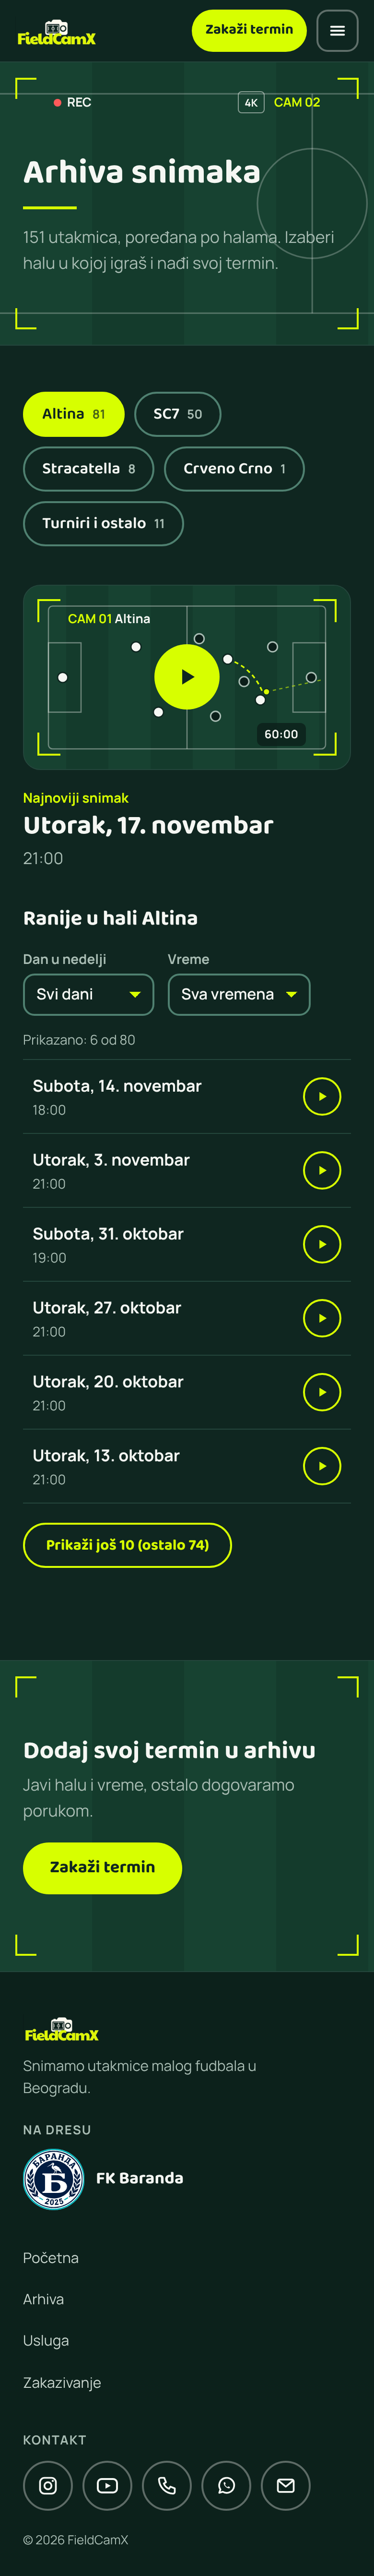 FieldCamX
Zakaži termin
REC
4K CAM 02
Arhiva snimaka
151 utakmica, poređana po halama. Izaberi
halu u kojoj igraš i nađi svoj termin.
Altina 81
SC7 50
Stracatella 8
Crveno Crno 1
Turniri i ostalo 11
CAM 01 Altina
60:00
Najnoviji snimak
Utorak, 17. novembar
21:00
Ranije u hali Altina
Dan u nedelji
Vreme
Svi dani
Sva vremena
Prikazano: 6 od 80
Subota, 14. novembar
18:00
Utorak, 3. novembar
21:00
Subota, 31. oktobar
19:00
Utorak, 27. oktobar
21:00
Utorak, 20. oktobar
21:00
Utorak, 13. oktobar
21:00
Prikaži još 10 (ostalo 74)
Dodaj svoj termin u arhivu
Javi halu i vreme, ostalo dogovaramo
porukom.
Zakaži termin
FieldCamX
Snimamo utakmice malog fudbala u
Beogradu.
NA DRESU
БАРАНДА
Б
2025
FK Baranda
Početna
Arhiva
Usluga
Zakazivanje
KONTAKT
© 2026 FieldCamX